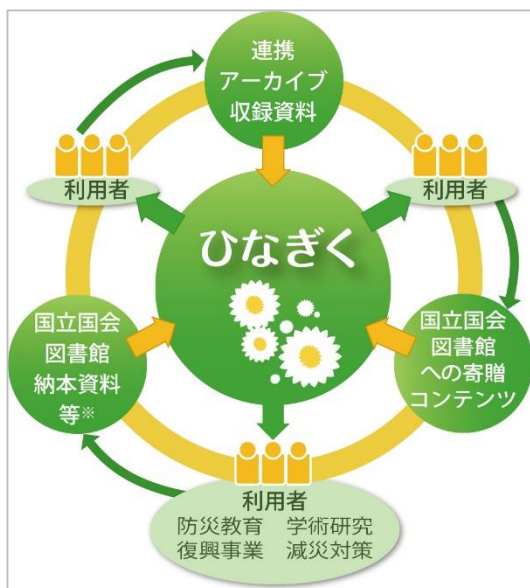 連携
アーカイブ
収録資料
利用者
利用者
ひなぎく
国立国会
図書館
納本資料
等※
国立国会
図書館
への寄贈
コンテンツ
利用者
防災教育 学術研究
復興事業 減災対策